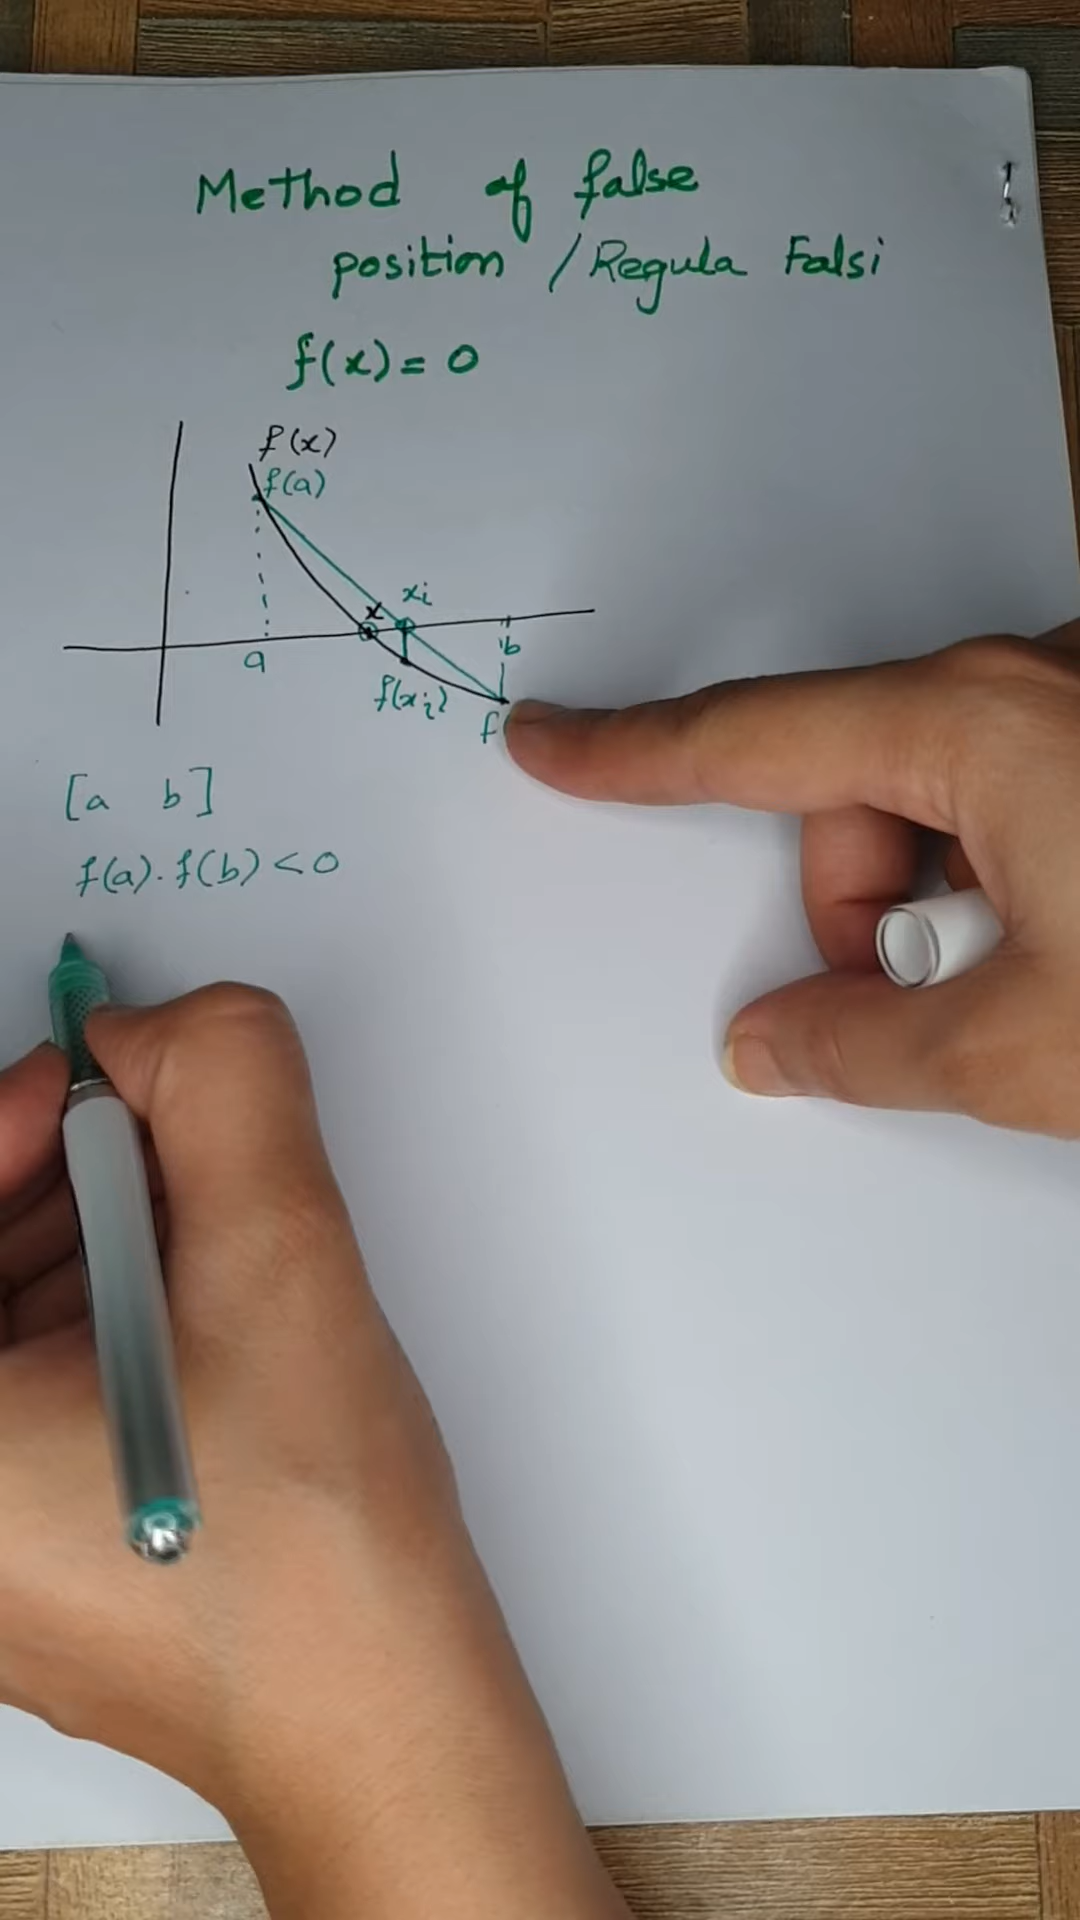 Method of false
position / Regula Falsi
f(x) = 0
f(x)
f(a)
xi
x
b
a
f(xi)
f
[a b]
f(a). f(b) < 0